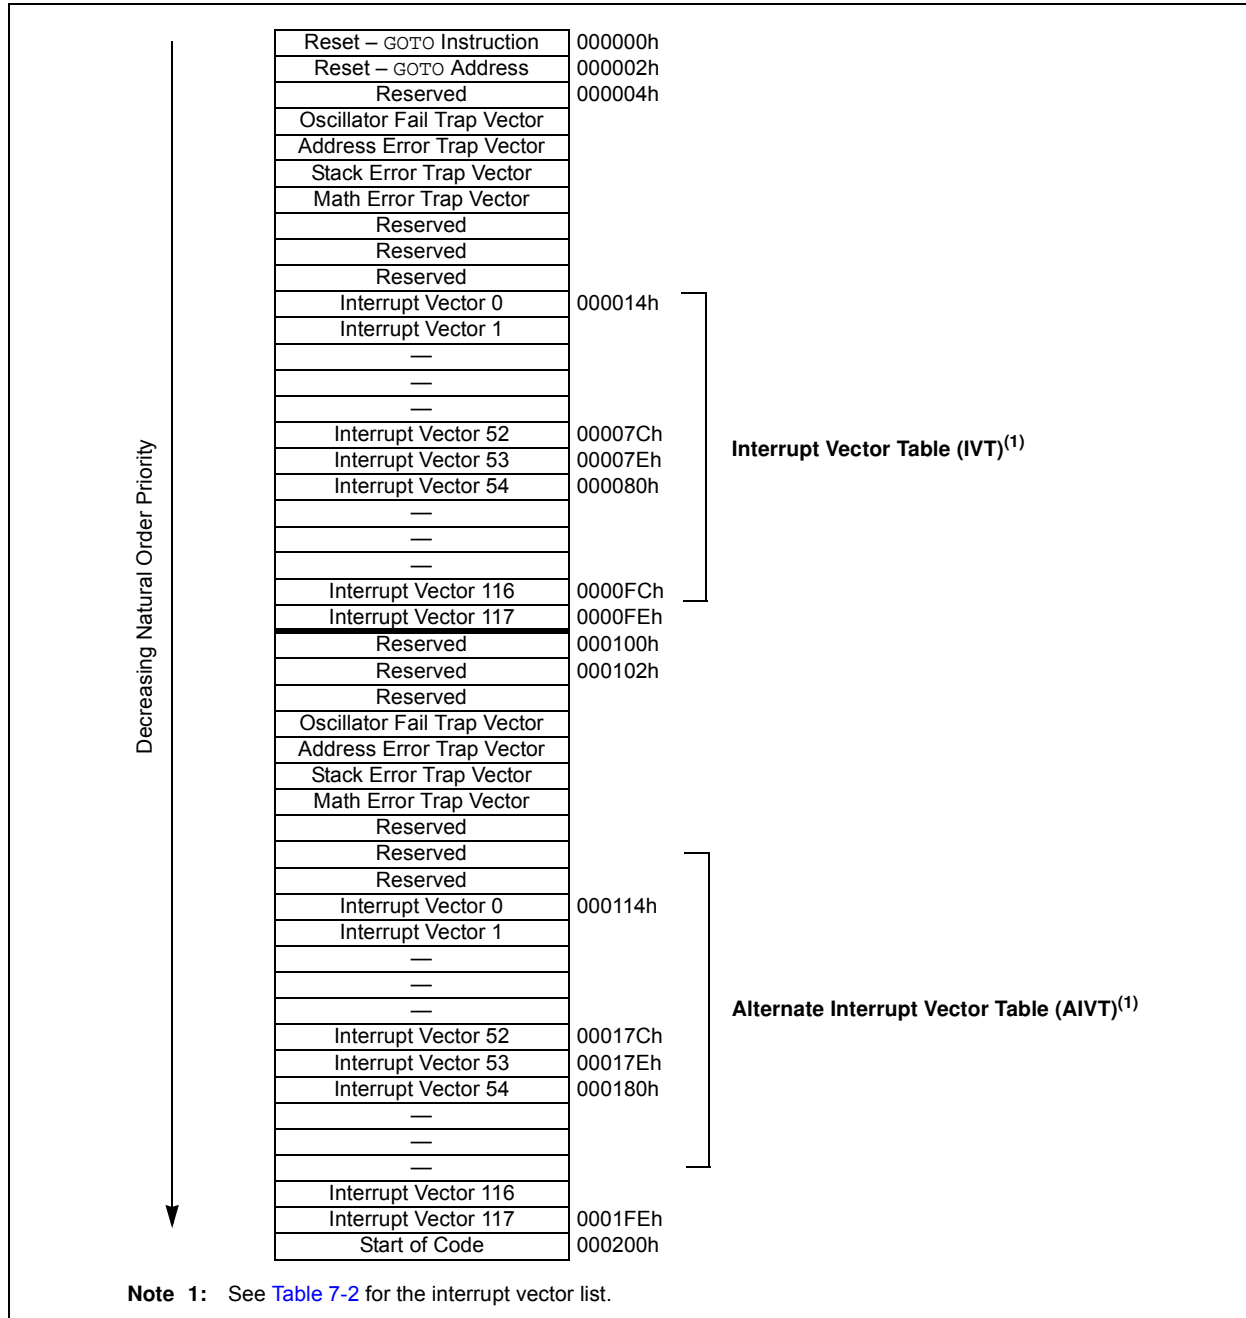 Reset – GOTO Instruction 000000h
Reset – GOTO Address 000002h
Reserved 000004h
Oscillator Fail Trap Vector
Address Error Trap Vector
Stack Error Trap Vector
Math Error Trap Vector
Reserved
Reserved
Reserved
Interrupt Vector 0 000014h
Interrupt Vector 1
—
—
—
Interrupt Vector 52 00007Ch
Interrupt Vector Table (IVT)(1)
Interrupt Vector 53 00007Eh
Interrupt Vector 54 000080h
—
—
—
Interrupt Vector 116 0000FCh
Interrupt Vector 117 0000FEh
Decreasing Natural Order Priority
Reserved 000100h
Reserved 000102h
Reserved
Oscillator Fail Trap Vector
Address Error Trap Vector
Stack Error Trap Vector
Math Error Trap Vector
Reserved
Reserved
Reserved
Interrupt Vector 0 000114h
Interrupt Vector 1
—
—
—
Alternate Interrupt Vector Table (AIVT)(1)
Interrupt Vector 52 00017Ch
Interrupt Vector 53 00017Eh
Interrupt Vector 54 000180h
—
—
—
Interrupt Vector 116
Interrupt Vector 117 0001FEh
Start of Code 000200h
Note 1: See Table 7-2 for the interrupt vector list.